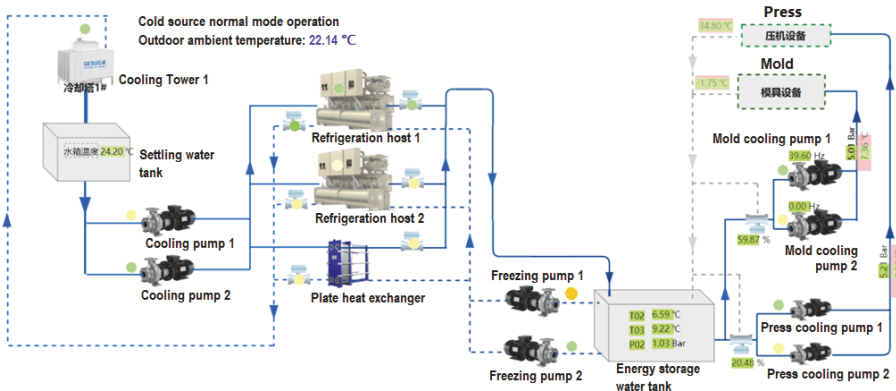 Cold source normal mode operation
Outdoor ambient temperature: 22.14 ℃
冷却塔1#
Cooling Tower 1
水箱温度 24.20 ℃
Settling water
tank
Cooling pump 1
Cooling pump 2
Refrigeration host 1
Refrigeration host 2
Plate heat exchanger
Freezing pump 1
Freezing pump 2
T02 6.59 ℃
T03 9.22 ℃
P02 1.03 Bar
Energy storage
water tank
Press
34.80 ℃
压机设备
Mold
-1.75 ℃
模具设备
Mold cooling pump 1
39.60 Hz
5.01 Bar
7.36 ℃
0.00 Hz
59.87 %
Mold cooling
pump 2
5.21 Bar
Press cooling pump 1
20.48 %
Press cooling pump 2